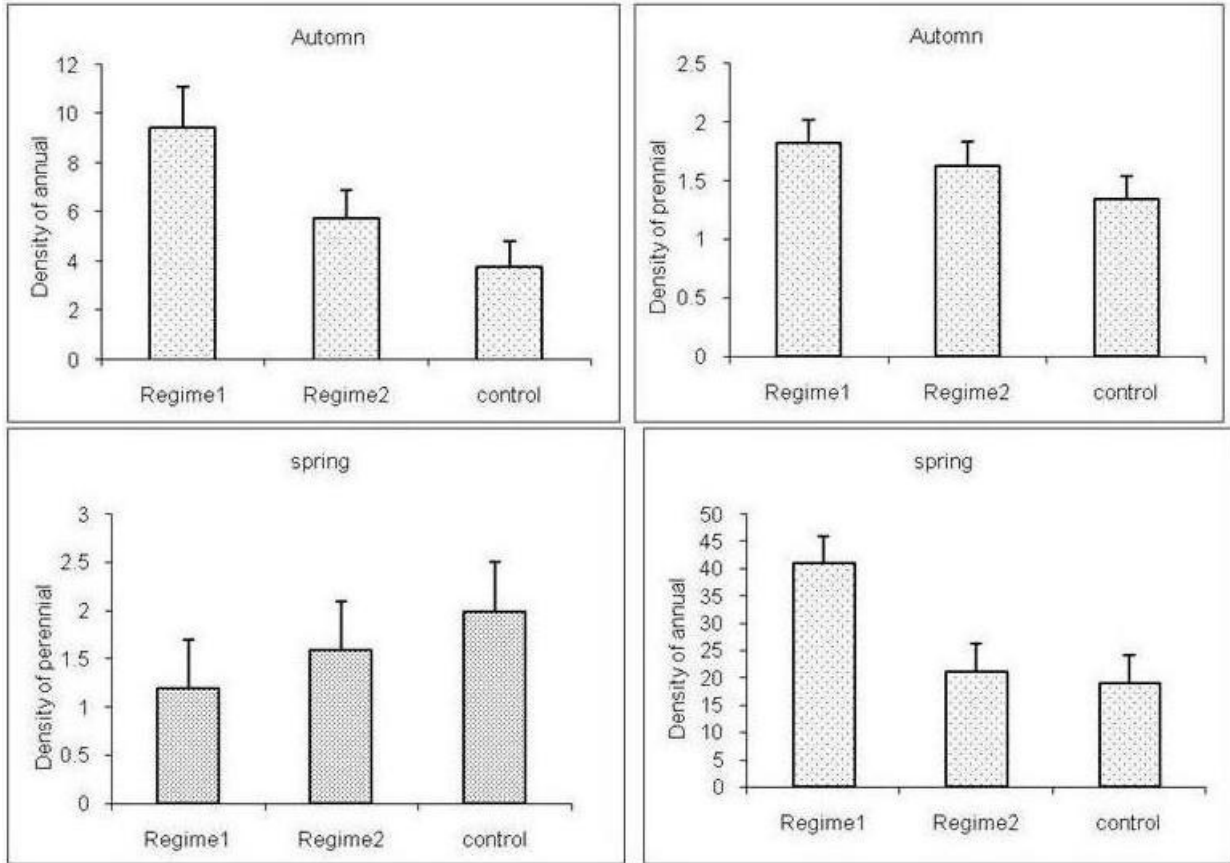 Automn
Density of annual
12
10
8
6
4
2
0
Regime1 Regime2 control
Automn
Density of prennial
2.5
2
1.5
1
0.5
0
Regime1 Regime2 control
spring
Density of perennial
3
2.5
2
1.5
1
0.5
0
Regime1 Regime2 control
spring
Density of annual
50
45
40
35
30
25
20
15
10
5
0
Regime1 Regime2 control